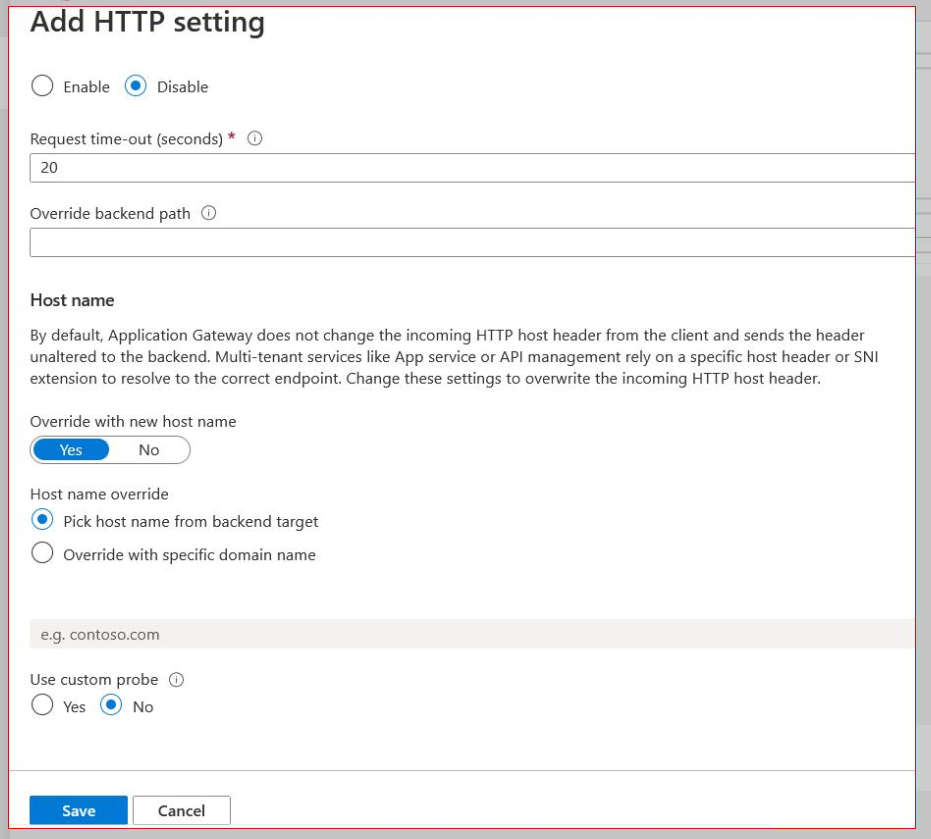 Add HTTP setting
Enable Disable
Request time-out (seconds) *
20
Override backend path
Host name
By default, Application Gateway does not change the incoming HTTP host header from the client and sends the header
unaltered to the backend. Multi-tenant services like App service or API management rely on a specific host header or SNI
extension to resolve to the correct endpoint. Change these settings to overwrite the incoming HTTP host header.
Override with new host name
Yes No
Host name override
Pick host name from backend target
Override with specific domain name
e.g. contoso.com
Use custom probe
Yes No
Save Cancel